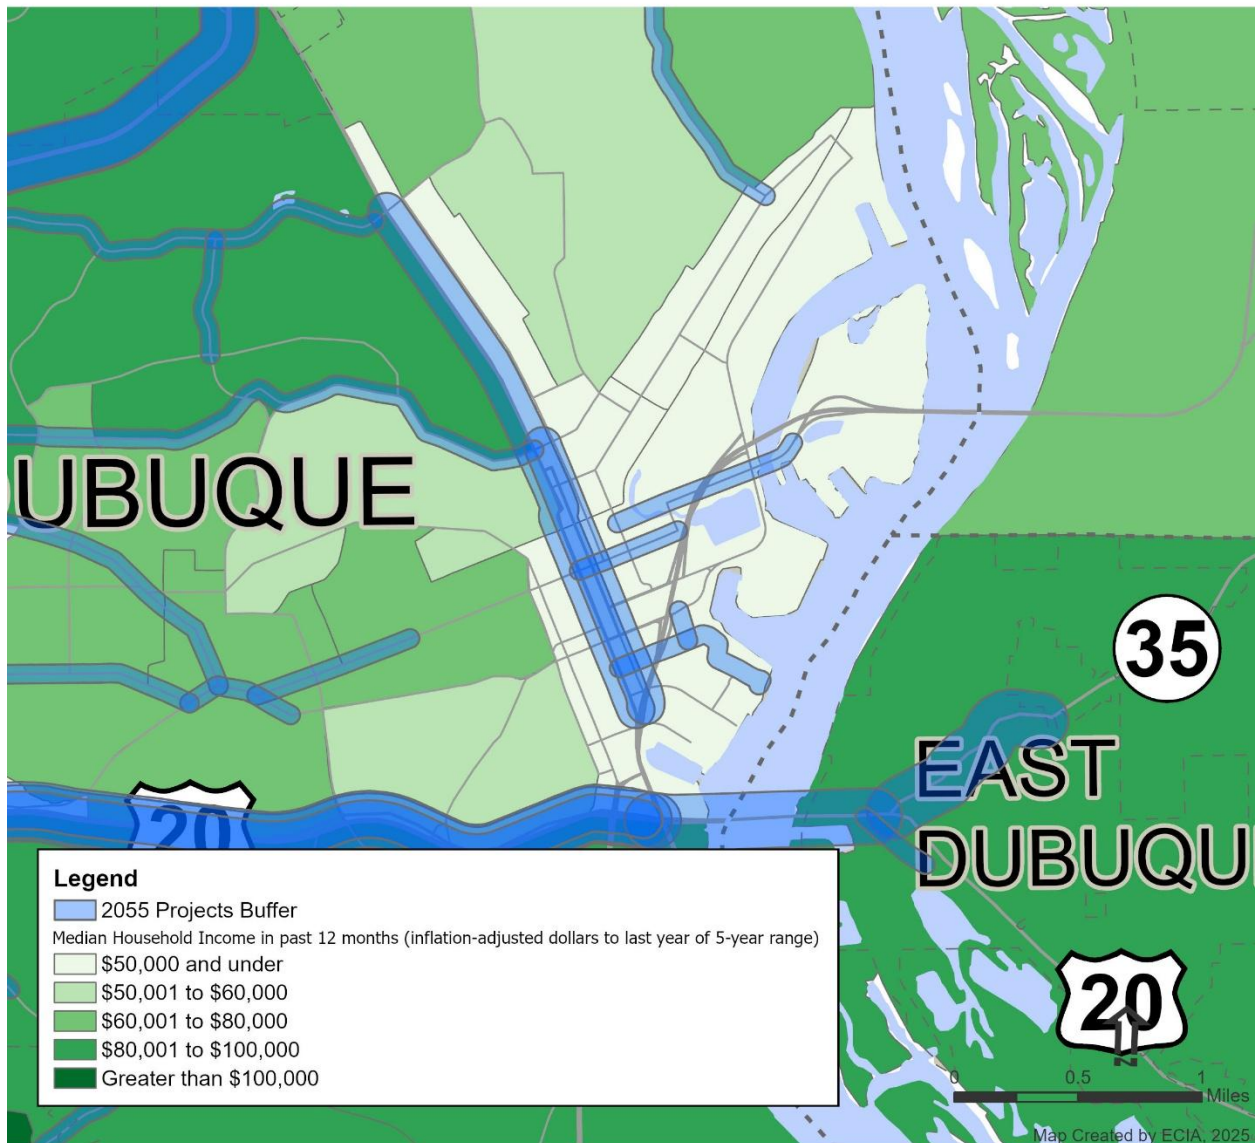 UBUQUE
35
EAST
DUBUQU
20
Legend
2055 Projects Buffer
Median Household Income in past 12 months (inflation-adjusted dollars to last year of 5-year range)
$50,000 and under
$50,001 to $60,000
$60,001 to $80,000
$80,001 to $100,000
Greater than $100,000
20
N
0 0.5 1
Miles
Map Created by ECIA, 2025